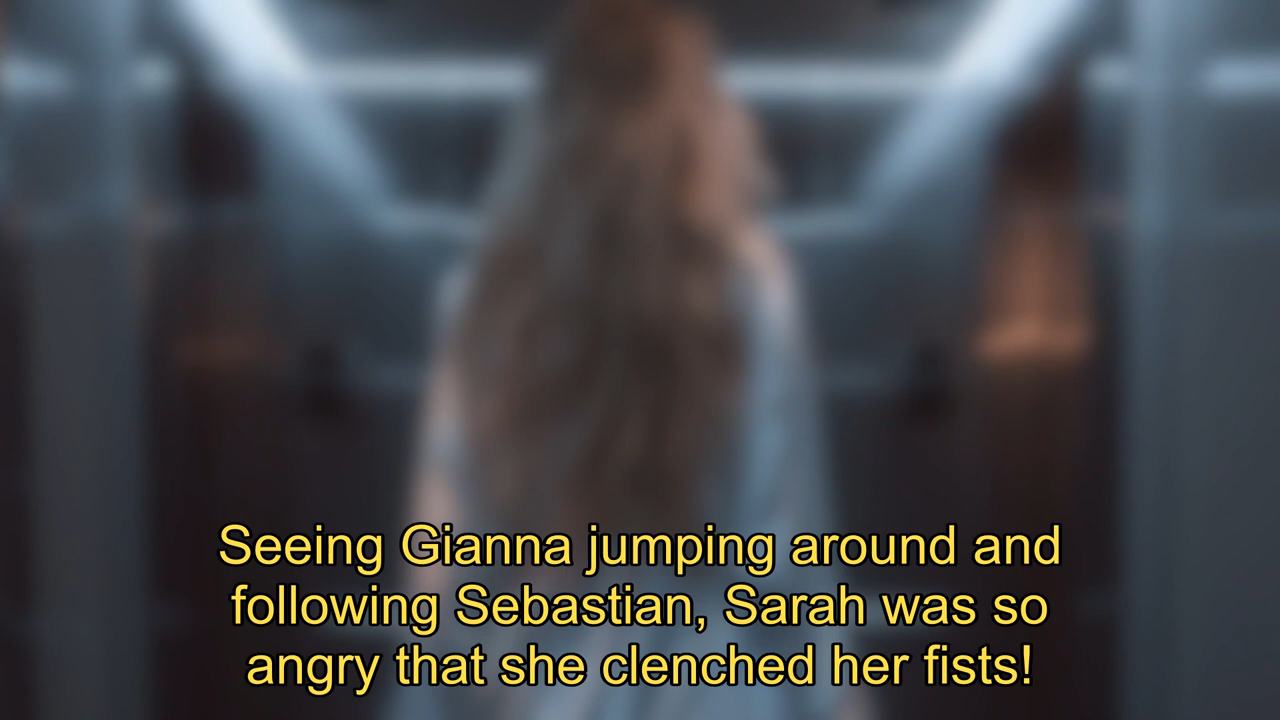 Seeing Gianna jumping around and
following Sebastian, Sarah was so
angry that she clenched her fists!